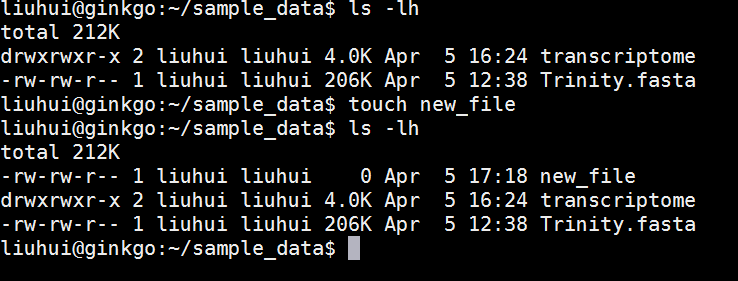 liuhui@ginkgo:~/sample_data$ ls -lh
total 212K
drwxrwxr-x 2 liuhui liuhui 4.0K Apr  5 16:24 transcriptome
-rw-rw-r-- 1 liuhui liuhui 206K Apr  5 12:38 Trinity.fasta
liuhui@ginkgo:~/sample_data$ touch new_file
liuhui@ginkgo:~/sample_data$ ls -lh
total 212K
-rw-rw-r-- 1 liuhui liuhui    0 Apr  5 17:18 new_file
drwxrwxr-x 2 liuhui liuhui 4.0K Apr  5 16:24 transcriptome
-rw-rw-r-- 1 liuhui liuhui 206K Apr  5 12:38 Trinity.fasta
liuhui@ginkgo:~/sample_data$